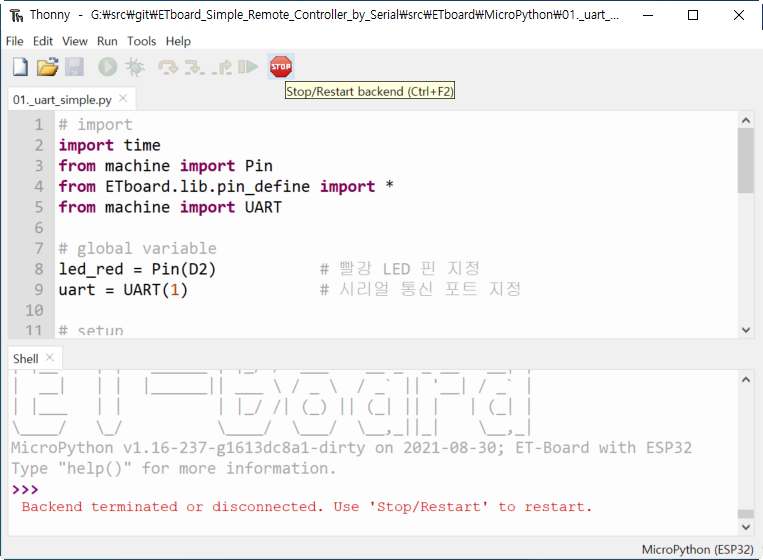 Thonny - G:\src\git\ETboard_Simple_Remote_Controller_by_Serial\src\ETboard\MicroPython\01._uart_s...
File Edit View Run Tools Help
STOP
Stop/Restart backend (Ctrl+F2)
01._uart_simple.py
1 # import
2 import time
3 from machine import Pin
4 from ETboard.lib.pin_define import *
5 from machine import UART
6
7 # global variable
8 led_red = Pin(D2) # 빨강 LED 핀 지정
9 uart = UART(1) # 시리얼 통신 포트 지정
10
11 # setup
Shell
MicroPython v1.16-237-g1613dc8a1-dirty on 2021-08-30; ET-Board with ESP32
Type "help()" for more information.
>>>
Backend terminated or disconnected. Use 'Stop/Restart' to restart.
MicroPython (ESP32)